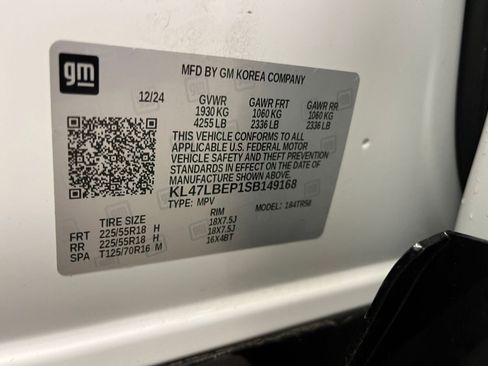 gm
MFD BY GM KOREA COMPANY
12/24 GVWR GAWR FRT GAWR RR
1930 KG 1060 KG 1060 KG
4255 LB 2336 LB 2336 LB
THIS VEHICLE CONFORMS TO ALL
APPLICABLE U.S. FEDERAL MOTOR
VEHICLE SAFETY AND THEFT PREVENTION
STANDARDS IN EFFECT ON THE DATE OF
MANUFACTURE SHOWN ABOVE.
KL47LBEP1SB149168
TYPE: MPV MODEL: 1B4TR58
TIRE SIZE RIM
FRT 225/55R18 H 18X7.5J
RR 225/55R18 H 18X7.5J
SPA T125/70R16 M 16X4BT